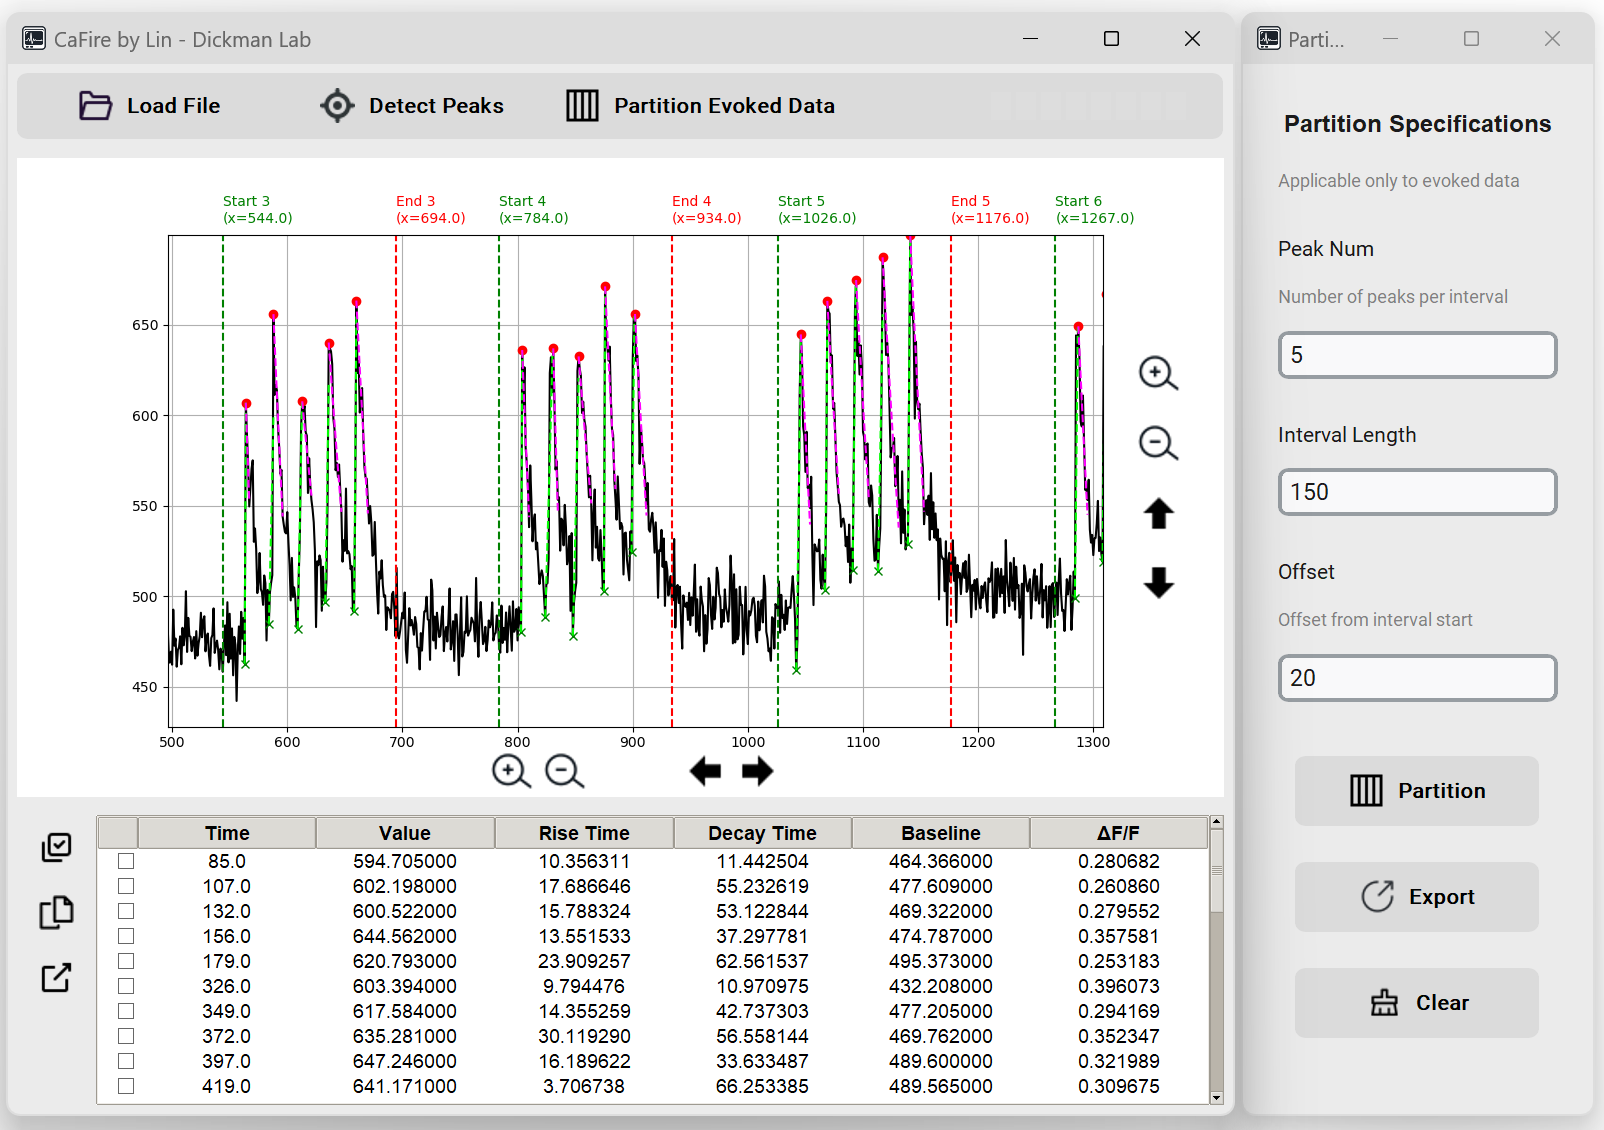 CaFire by Lin - Dickman Lab
Parti...
Load File
Detect Peaks
Partition Evoked Data
Start 3
(x=544.0)
End 3
(x=694.0)
Start 4
(x=784.0)
End 4
(x=934.0)
Start 5
(x=1026.0)
End 5
(x=1176.0)
Start 6
(x=1267.0)
650
600
550
500
450
500 600 700 800 900 1000 1100 1200 1300
Time Value Rise Time Decay Time Baseline ΔF/F
85.0 594.705000 10.356311 11.442504 464.366000 0.280682
107.0 602.198000 17.686646 55.232619 477.609000 0.260860
132.0 600.522000 15.788324 53.122844 469.322000 0.279552
156.0 644.562000 13.551533 37.297781 474.787000 0.357581
179.0 620.793000 23.909257 62.561537 495.373000 0.253183
326.0 603.394000 9.794476 10.970975 432.208000 0.396073
349.0 617.584000 14.355259 42.737303 477.205000 0.294169
372.0 635.281000 30.119290 56.558144 469.762000 0.352347
397.0 647.246000 16.189622 33.633487 489.600000 0.321989
419.0 641.171000 3.706738 66.253385 489.565000 0.309675
Partition Specifications
Applicable only to evoked data
Peak Num
Number of peaks per interval
5
Interval Length
150
Offset
Offset from interval start
20
Partition
Export
Clear